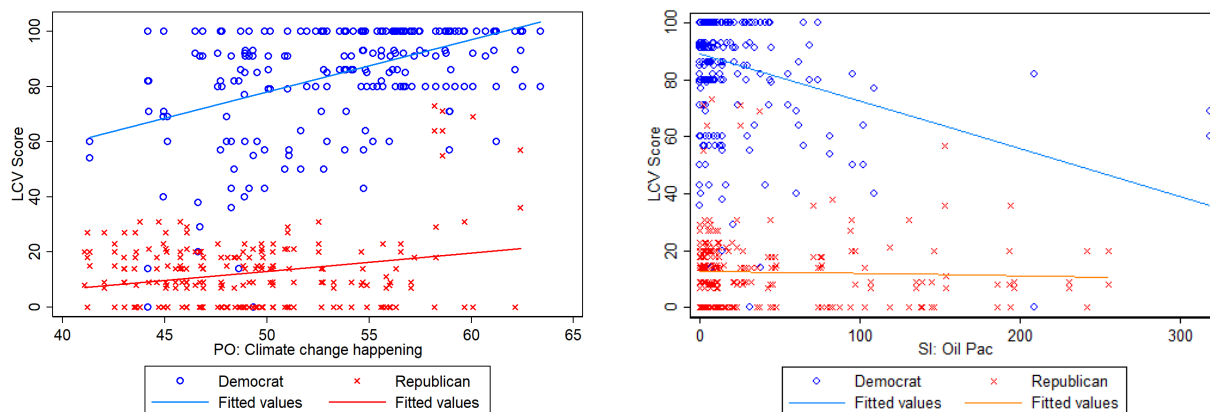 100
80
60
40
20
0
LCV Score
40 45 50 55 60 65
PO: Climate change happening
Democrat Republican
Fitted values Fitted values
100
80
60
40
20
0
LCV Score
0 100 200 300
SI: Oil Pac
Democrat Republican
Fitted values Fitted values